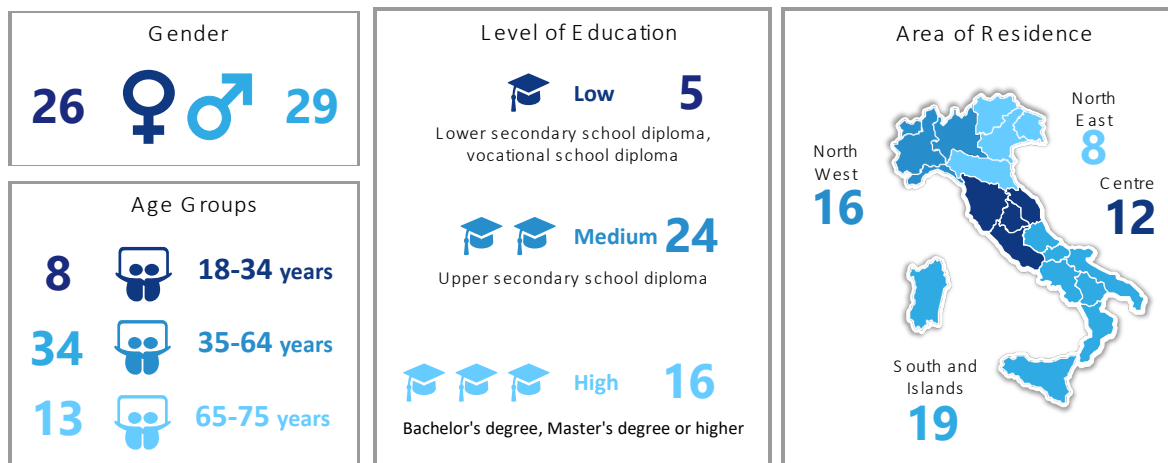 Gender
26
29
Age Groups
8
18-34 years
34
35-64 years
13
65-75 years
Level of Education
Low
5
Lower secondary school diploma,
vocational school diploma
Medium
24
Upper secondary school diploma
High
16
Bachelor's degree, Master's degree or higher
Area of Residence
North
East
8
North
West
16
Centre
12
South and
Islands
19